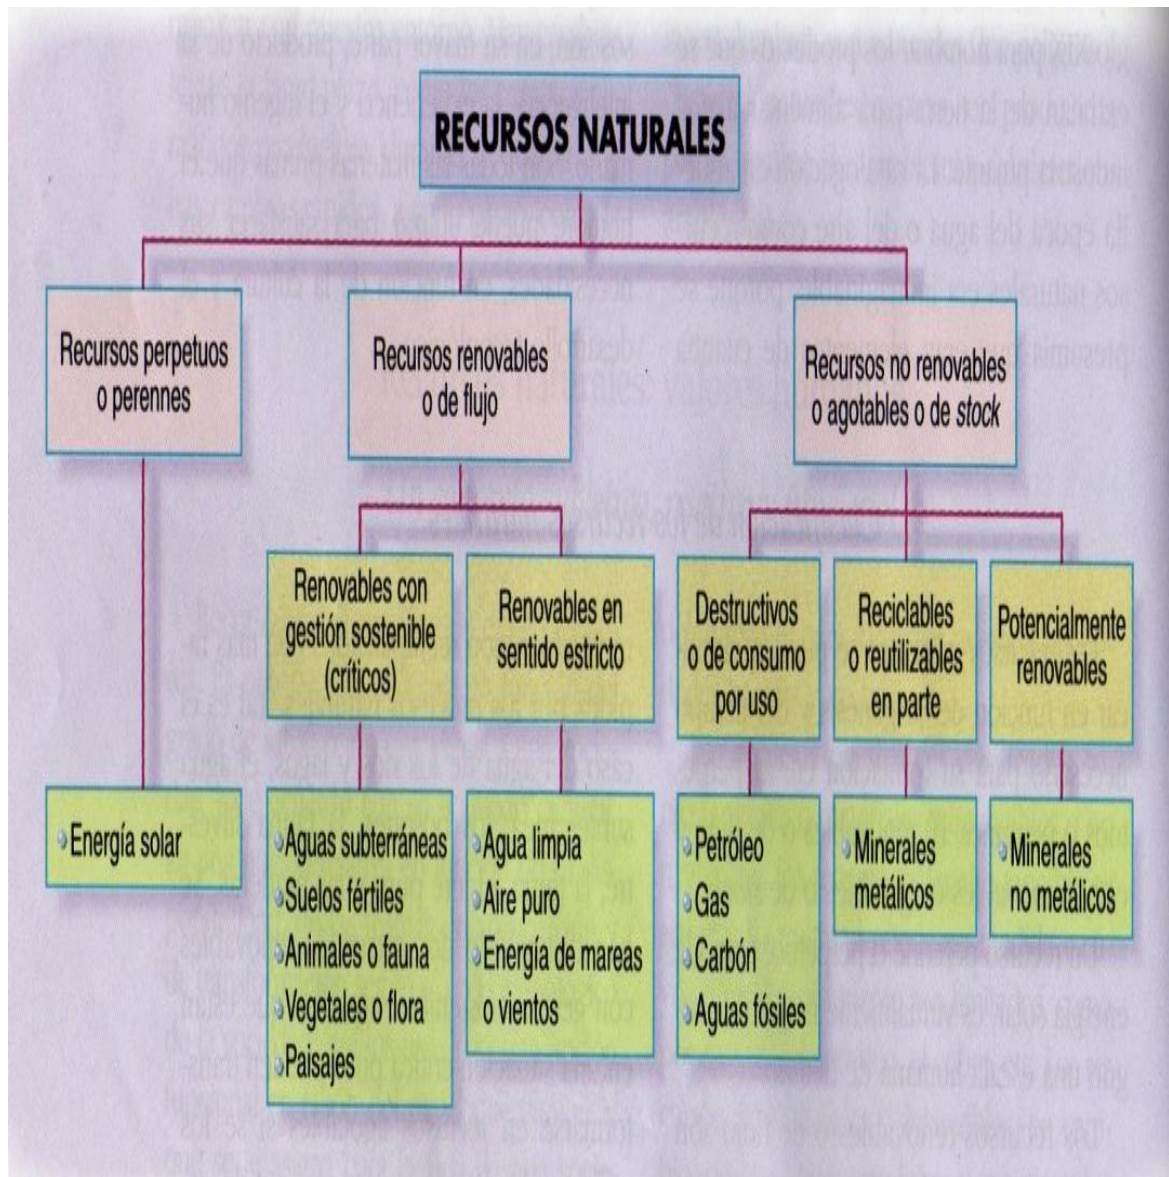 RECURSOS NATURALES
Recursos perpetuos
o perennes
Recursos renovables
o de flujo
Recursos no renovables
o agotables o de stock
Renovables con
gestión sostenible
(críticos)
Renovables en
sentido estricto
Destructivos
o de consumo
por uso
Reciclables
o reutilizables
en parte
Potencialmente
renovables
Energía solar
Aguas subterráneas
Suelos fértiles
Animales o fauna
Vegetales o flora
Paisajes
Agua limpia
Aire puro
Energía de mareas
o vientos
Petróleo
Gas
Carbón
Aguas fósiles
Minerales
metálicos
Minerales
no metálicos